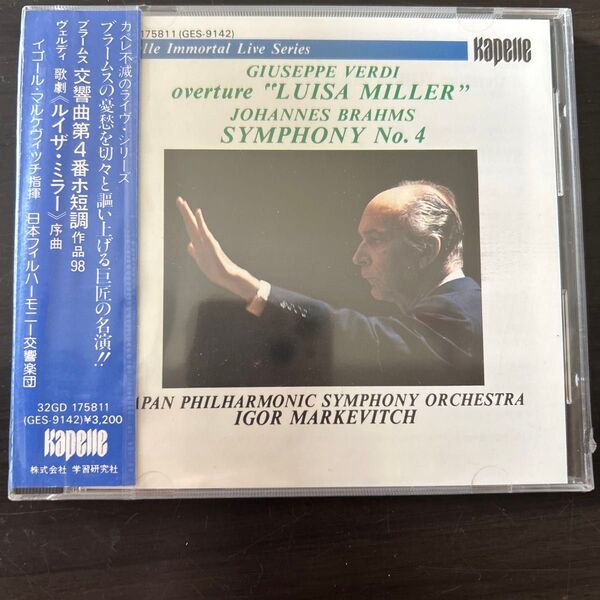 カペレ不滅のライヴ・シリーズ
ブラームスの憂愁を切々と謳い上げる巨匠の名演!!
ブラームス 交響曲第4番ホ短調 作品98
ヴェルディ 歌劇《ルイザ・ミラー》序曲
イゴール・マルケヴィッチ指揮 日本フィルハーモニー交響楽団
32GD 175811
(GES-9142)¥3,200
Kapelle
株式会社 学習研究社
175811 (GES-9142)
lle Immortal Live Series
Kapelle
GIUSEPPE VERDI
overture "LUISA MILLER"
JOHANNES BRAHMS
SYMPHONY No. 4
APAN PHILHARMONIC SYMPHONY ORCHESTRA
IGOR MARKEVITCH